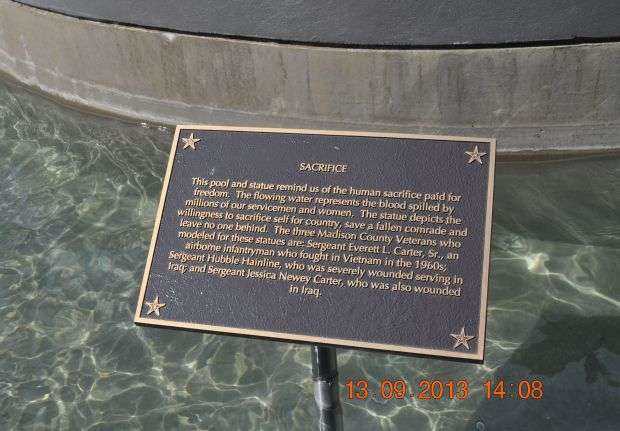 SACRIFICE
This pool and statue remind us of the human sacrifice paid for
freedom. The flowing water represents the blood spilled by
millions of our servicemen and women. The statue depicts the
willingness to sacrifice self for country, save a fallen comrade and
leave no one behind. The three Madison County Veterans who
modeled for these statues are: Sergeant Everett L. Carter, Sr., an
airborne infantryman who fought in Vietnam in the 1960s;
Sergeant Hubble Hainline, who was severely wounded serving in
Iraq; and Sergeant Jessica Newey Carter, who was also wounded
in Iraq.
13.09.2013 14:08